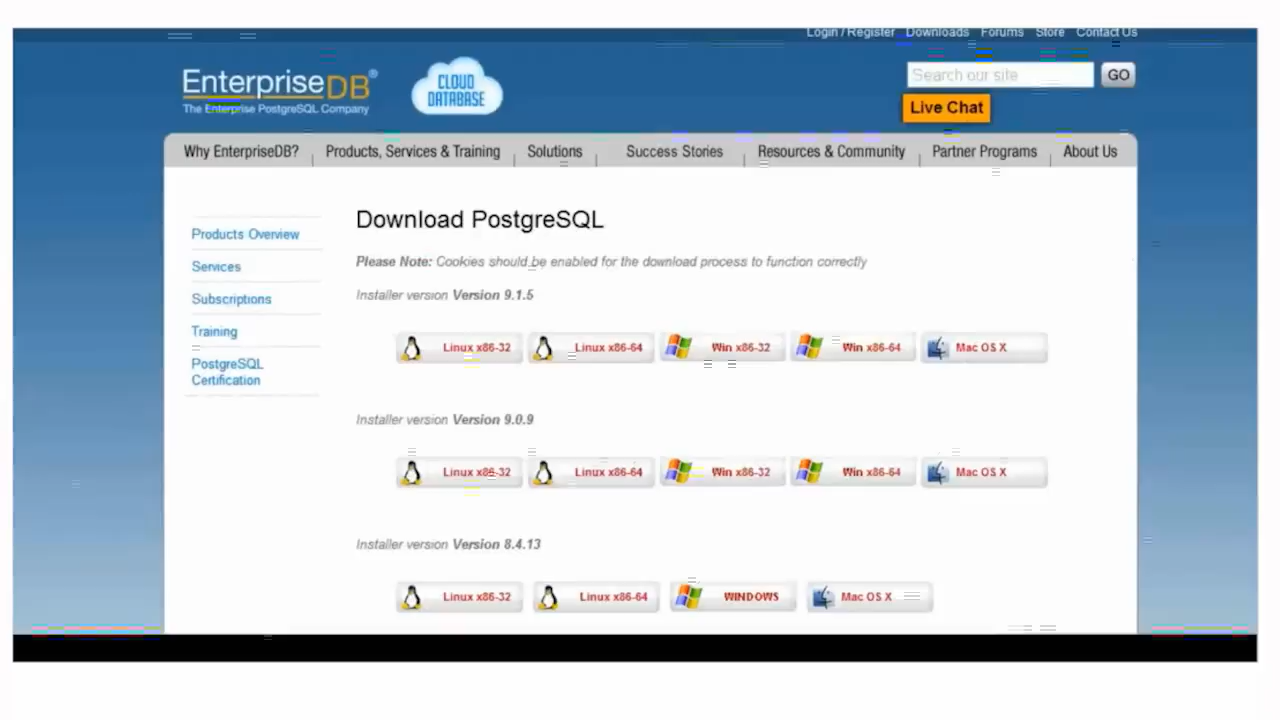 Login / Register Downloads Forums Store Contact Us
EnterpriseDB®
The Enterprise PostgreSQL Company
CLOUD
DATABASE
Search our site GO
Live Chat
Why EnterpriseDB? Products, Services & Training Solutions Success Stories Resources & Community Partner Programs About Us
Products Overview
Services
Subscriptions
Training
PostgreSQL
Certification
Download PostgreSQL
Please Note: Cookies should be enabled for the download process to function correctly
Installer version Version 9.1.5
Linux x86-32 Linux x86-64 Win x86-32 Win x86-64 Mac OS X
Installer version Version 9.0.9
Linux x86-32 Linux x86-64 Win x86-32 Win x86-64 Mac OS X
Installer version Version 8.4.13
Linux x86-32 Linux x86-64 WINDOWS Mac OS X